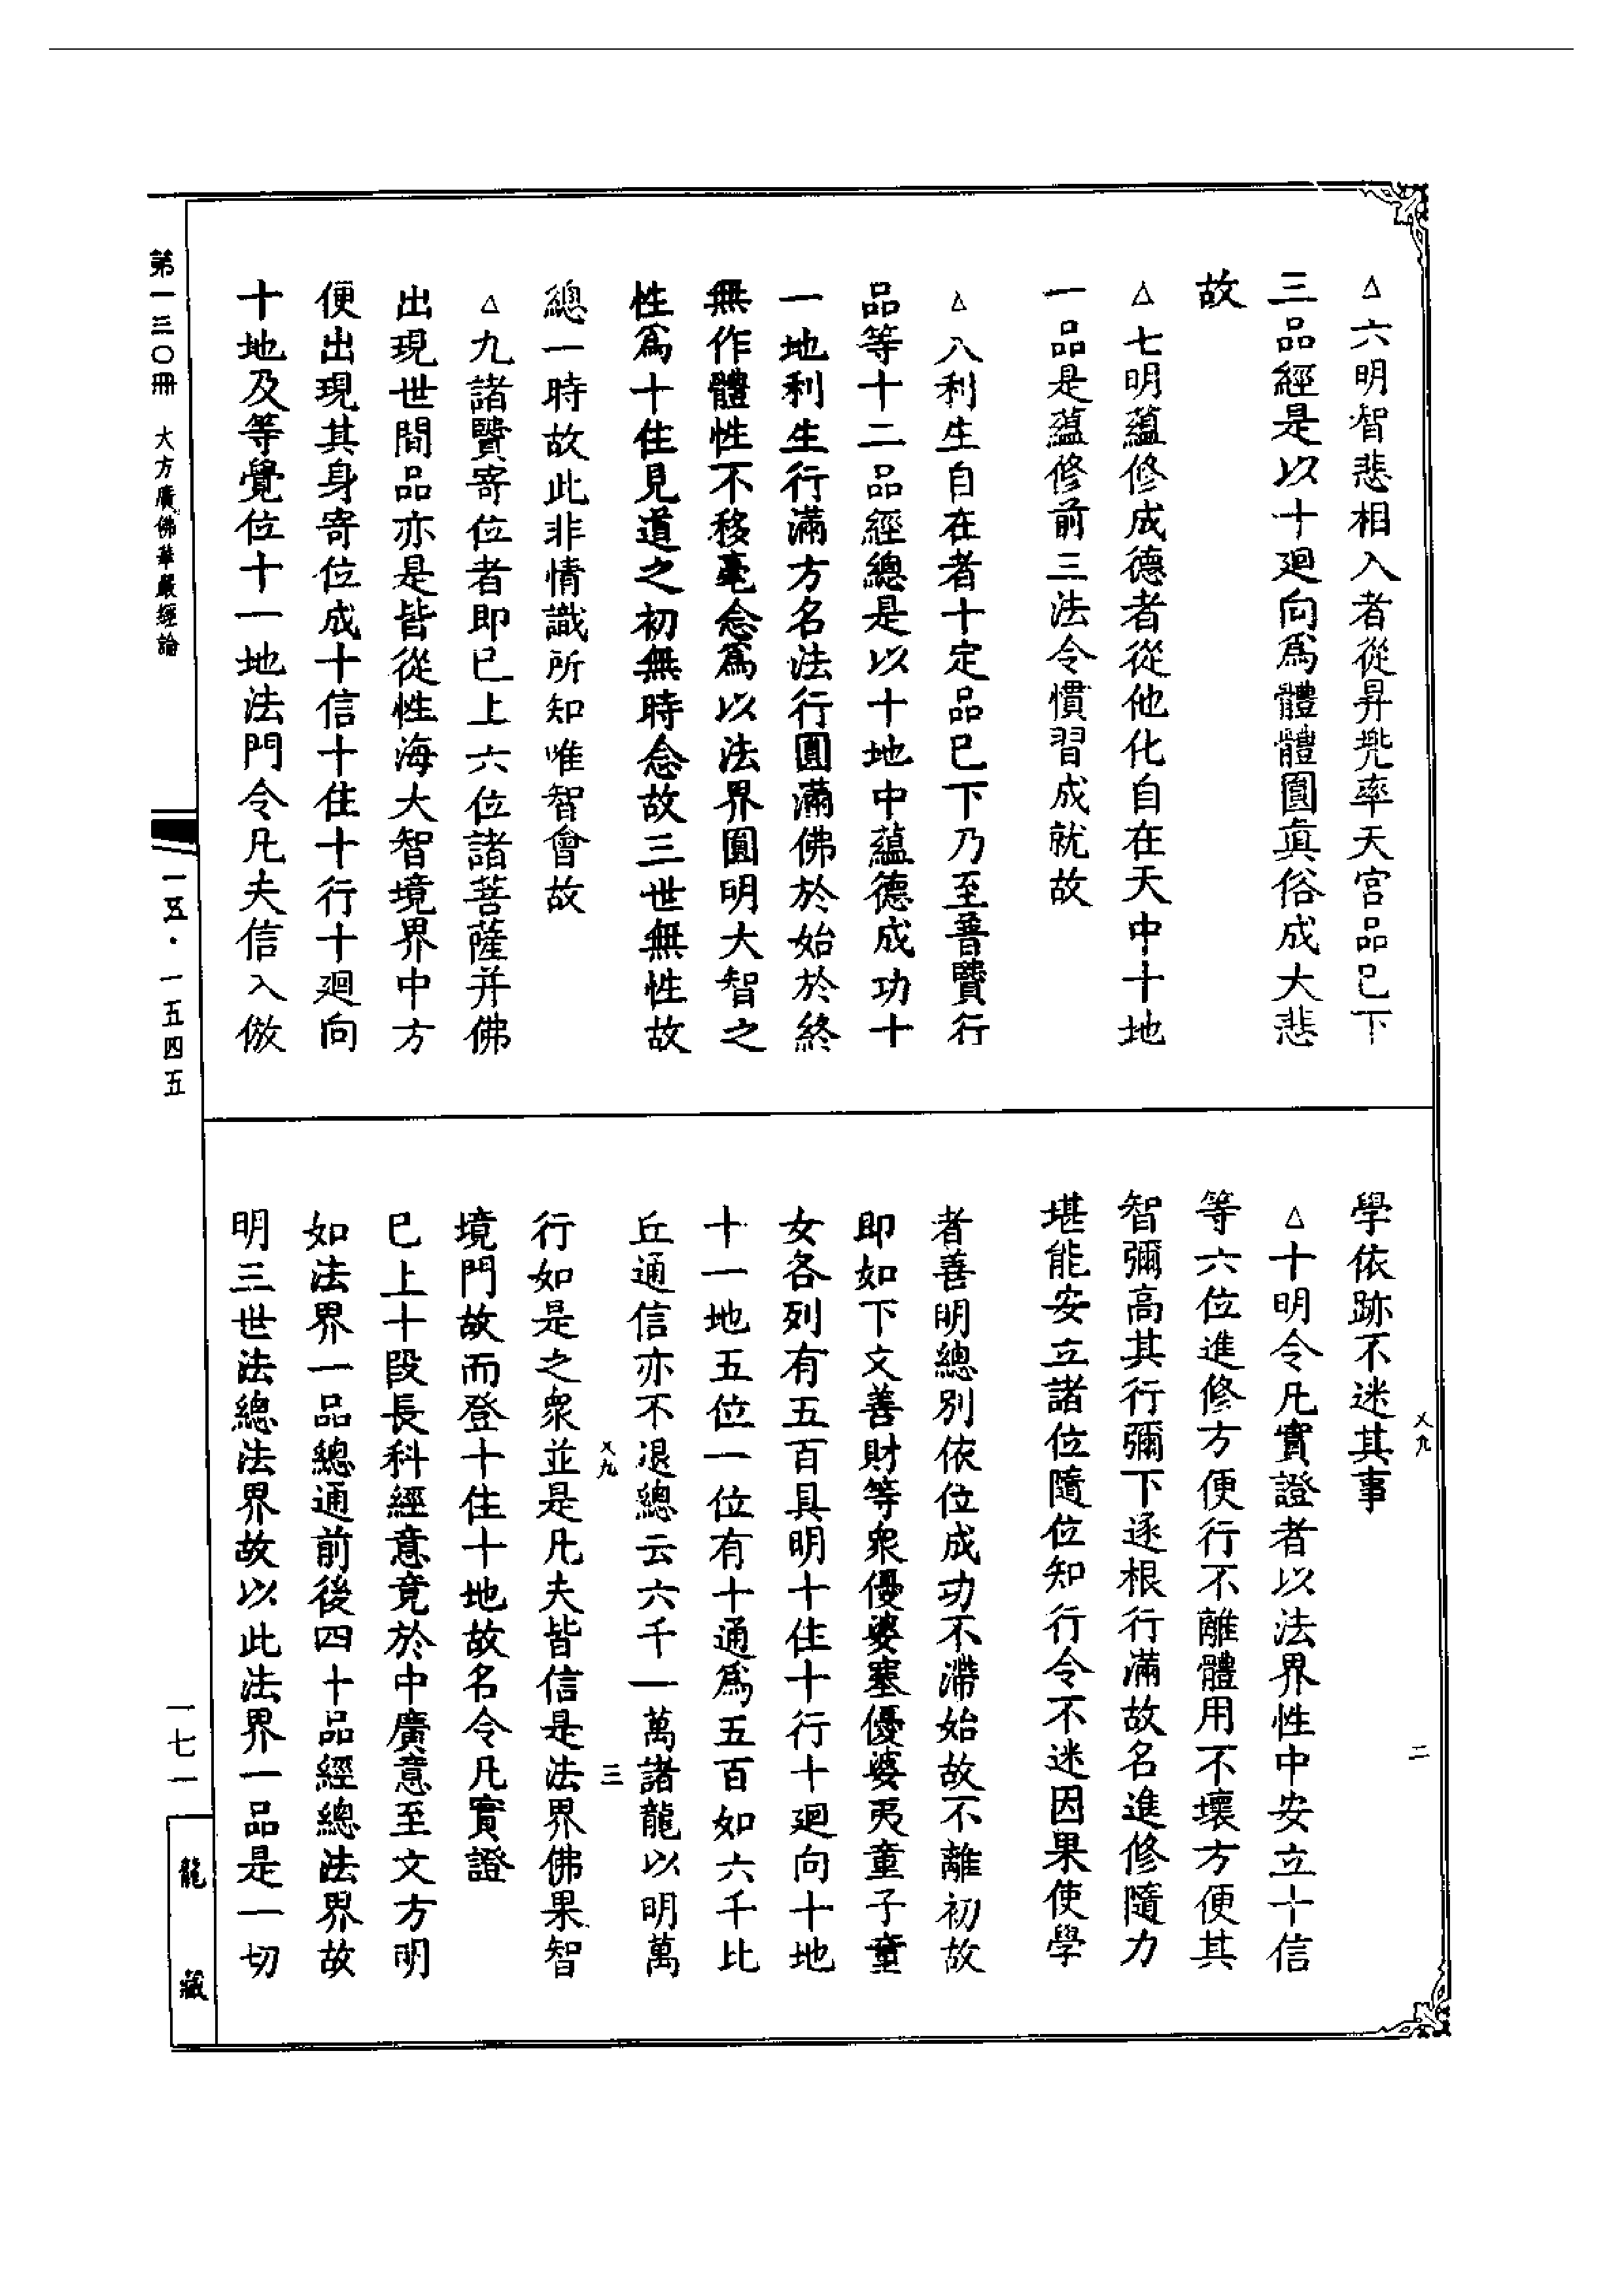 △六明智悲相入者從昇兠率天宫品已下
三品經是以十迴向爲體體圓眞俗成大悲
故
△七明蘊修成德者從他化自在天中十地
一品是蘊修前三法令慣習成就故
△八利生自在者十定品已下乃至普賢行
品等十二品經總是以十地中蘊德成功十
一地利生行滿方名法行圓滿佛於始於終
無作體性不移毫念爲以法界圓明大智之
性爲十住見道之初無時念故三世無性故
總一時故此非情識所知唯智會故
△九諸賢寄位者即已上六位諸菩薩并佛
出現世間品亦是皆從性海大智境界中方
便出現其身寄位成十信十住十行十迴向
十地及等覺位十一地法門令凡夫信入倣
學依跡不迷其事
△十明令凡實證者以法界性中安立十信
等六位進修方便行不離體用不壞方便其
智彌高其行彌下逐根行滿故名進修隨力
堪能安立諸位隨位知行令不迷因果使學
者善明總別依位成功不滯始故不離初故
即如下文善財等衆優婆塞優婆夷童子童
女各列有五百具明十住十行十迴向十地
十一地五位一位有十通爲五百如六千比
丘通信亦不退總云六千一萬諸龍以明萬
行如是之衆並是凡夫皆信是法界佛果智
境門故而登十住十地故名令凡實證
已上十段長科經意竟於中廣意至文方明
如法界一品總通前後四十品經總法界故
明三世法總法界故以此法界一品是一切
乂九
二
乂九
三
第一三〇冊 大方廣佛華嚴經論
一五·一五四五
一七一
龍藏